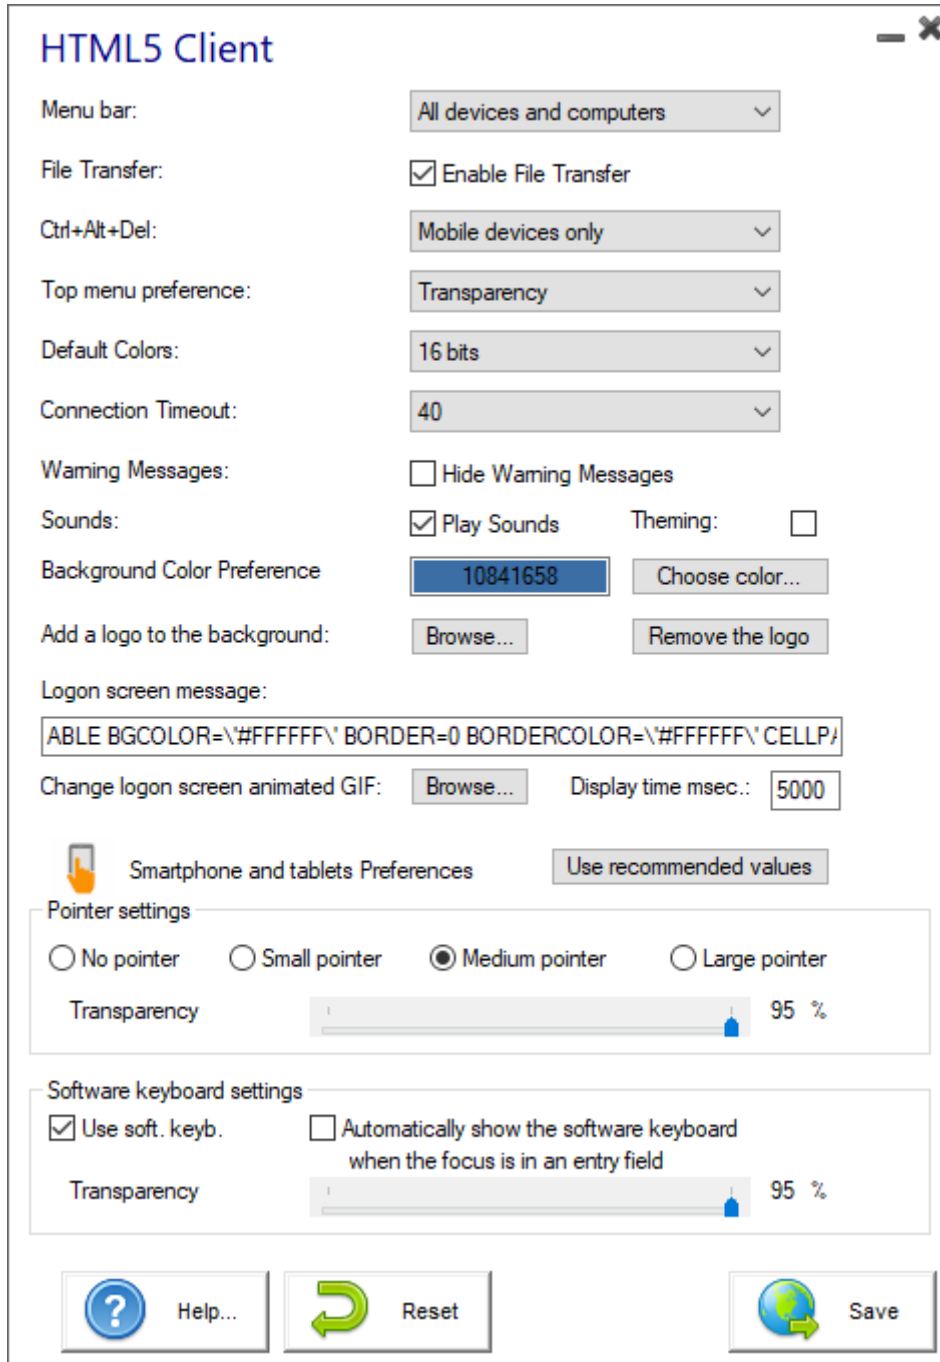 HTML5 Client
Menu bar: All devices and computers
File Transfer: Enable File Transfer
Ctrl+Alt+Del: Mobile devices only
Top menu preference: Transparency
Default Colors: 16 bits
Connection Timeout: 40
Warning Messages: Hide Warning Messages
Sounds: Play Sounds Theming:
Background Color Preference 10841658 Choose color...
Add a logo to the background: Browse... Remove the logo
Logon screen message:
ABLE BGCOLOR=\'#FFFFFF\' BORDER=0 BORDERCOLOR=\'#FFFFFF\' CELLPA
Change logon screen animated GIF: Browse... Display time msec.: 5000
Smartphone and tablets Preferences Use recommended values
Pointer settings
No pointer Small pointer Medium pointer Large pointer
Transparency 95 %
Software keyboard settings
Use soft. keyb. Automatically show the software keyboard
when the focus is in an entry field
Transparency 95 %
Help... Reset Save